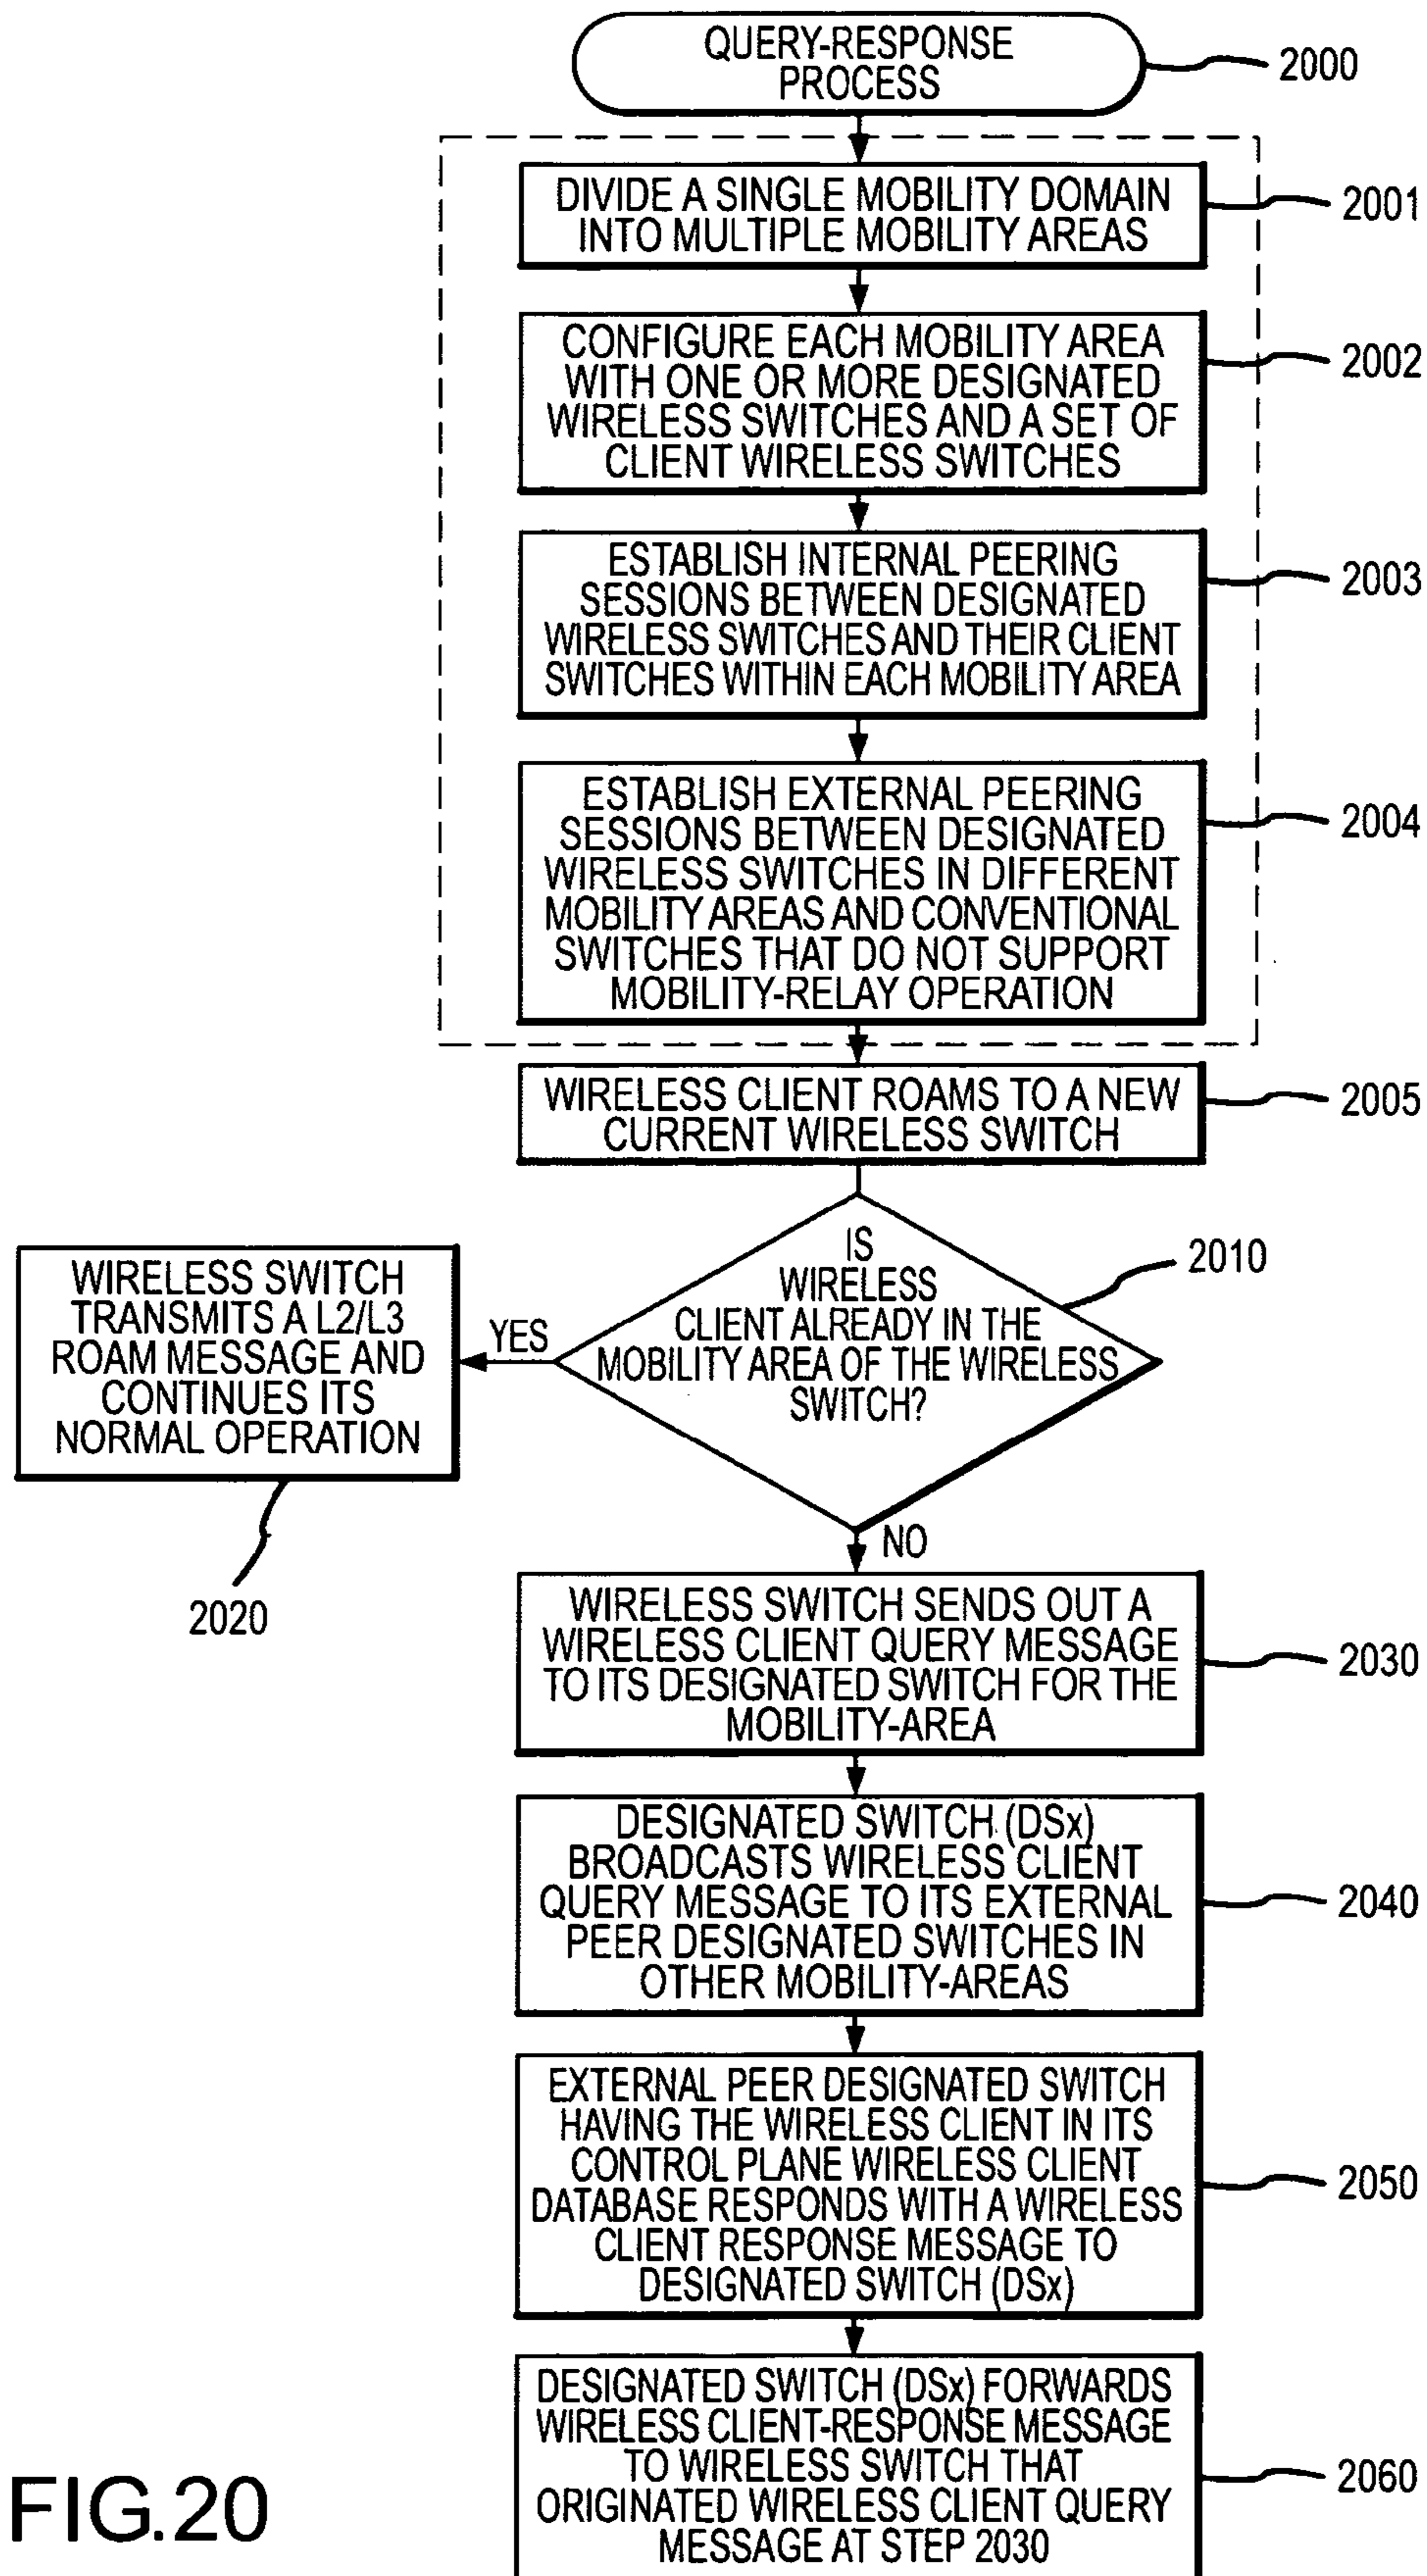 QUERY-RESPONSE
PROCESS
2000
DIVIDE A SINGLE MOBILITY DOMAIN
INTO MULTIPLE MOBILITY AREAS
2001
CONFIGURE EACH MOBILITY AREA
WITH ONE OR MORE DESIGNATED
WIRELESS SWITCHES AND A SET OF
CLIENT WIRELESS SWITCHES
2002
ESTABLISH INTERNAL PEERING
SESSIONS BETWEEN DESIGNATED
WIRELESS SWITCHES AND THEIR CLIENT
SWITCHES WITHIN EACH MOBILITY AREA
2003
ESTABLISH EXTERNAL PEERING
SESSIONS BETWEEN DESIGNATED
WIRELESS SWITCHES IN DIFFERENT
MOBILITY AREAS AND CONVENTIONAL
SWITCHES THAT DO NOT SUPPORT
MOBILITY-RELAY OPERATION
2004
WIRELESS CLIENT ROAMS TO A NEW
CURRENT WIRELESS SWITCH
2005
IS
WIRELESS
CLIENT ALREADY IN THE
MOBILITY AREA OF THE WIRELESS
SWITCH?
2010
YES
WIRELESS SWITCH
TRANSMITS A L2/L3
ROAM MESSAGE AND
CONTINUES ITS
NORMAL OPERATION
2020
NO
WIRELESS SWITCH SENDS OUT A
WIRELESS CLIENT QUERY MESSAGE
TO ITS DESIGNATED SWITCH FOR THE
MOBILITY-AREA
2030
DESIGNATED SWITCH (DSx)
BROADCASTS WIRELESS CLIENT
QUERY MESSAGE TO ITS EXTERNAL
PEER DESIGNATED SWITCHES IN
OTHER MOBILITY-AREAS
2040
EXTERNAL PEER DESIGNATED SWITCH
HAVING THE WIRELESS CLIENT IN ITS
CONTROL PLANE WIRELESS CLIENT
DATABASE RESPONDS WITH A WIRELESS
CLIENT RESPONSE MESSAGE TO
DESIGNATED SWITCH (DSx)
2050
DESIGNATED SWITCH (DSx) FORWARDS
WIRELESS CLIENT-RESPONSE MESSAGE
TO WIRELESS SWITCH THAT
ORIGINATED WIRELESS CLIENT QUERY
MESSAGE AT STEP 2030
2060
FIG.20